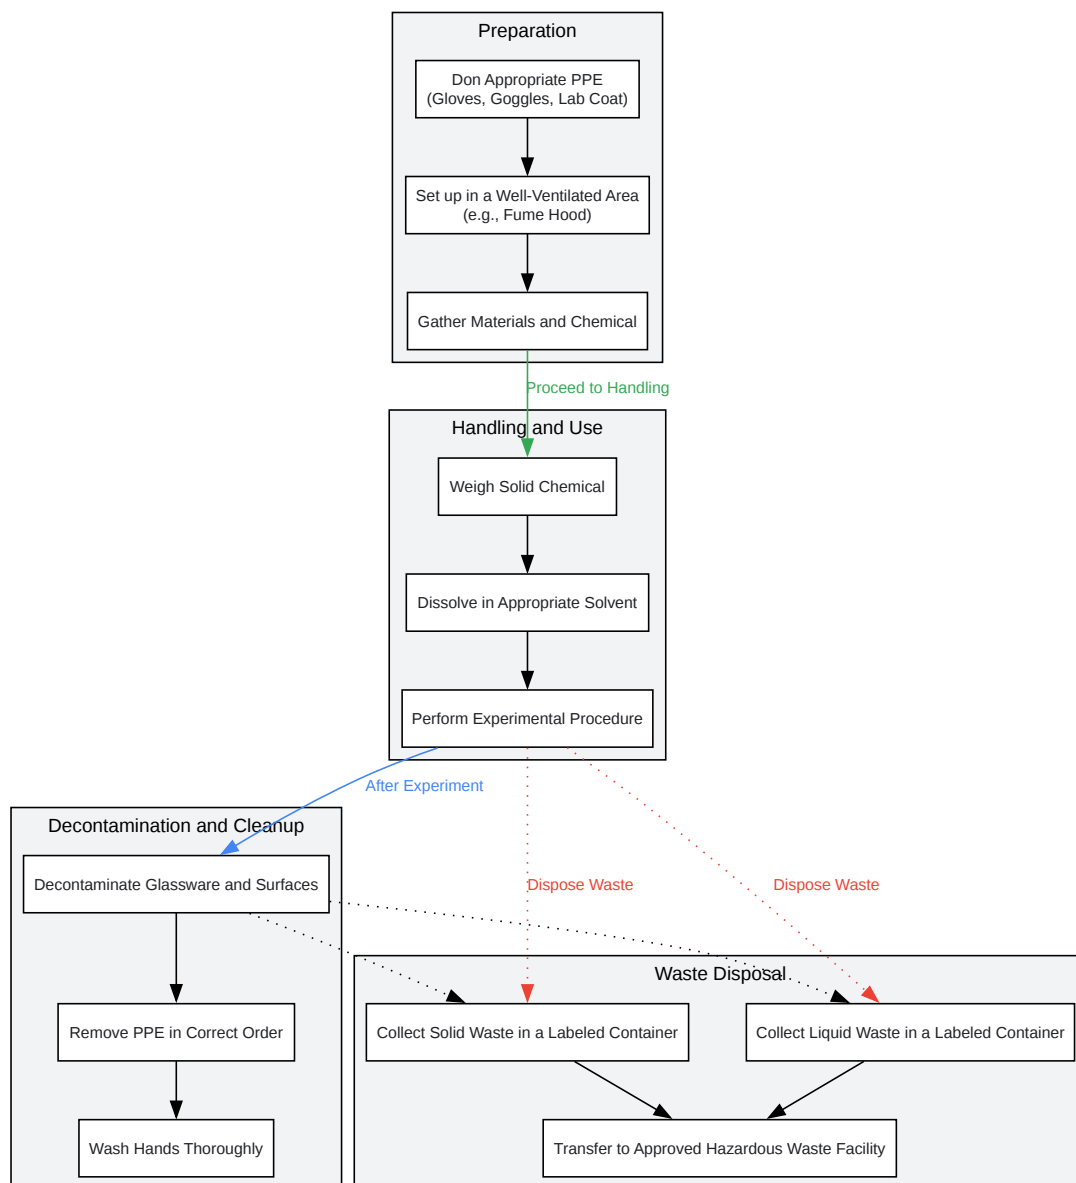 Preparation
Don Appropriate PPE
(Gloves, Goggles, Lab Coat)
Set up in a Well-Ventilated Area
(e.g., Fume Hood)
Gather Materials and Chemical
Proceed to Handling
Handling and Use
Weigh Solid Chemical
Dissolve in Appropriate Solvent
Perform Experimental Procedure
After Experiment
Decontamination and Cleanup
Decontaminate Glassware and Surfaces
Dispose Waste
Dispose Waste
Remove PPE in Correct Order
Wash Hands Thoroughly
Waste Disposal
Collect Solid Waste in a Labeled Container
Collect Liquid Waste in a Labeled Container
Transfer to Approved Hazardous Waste Facility